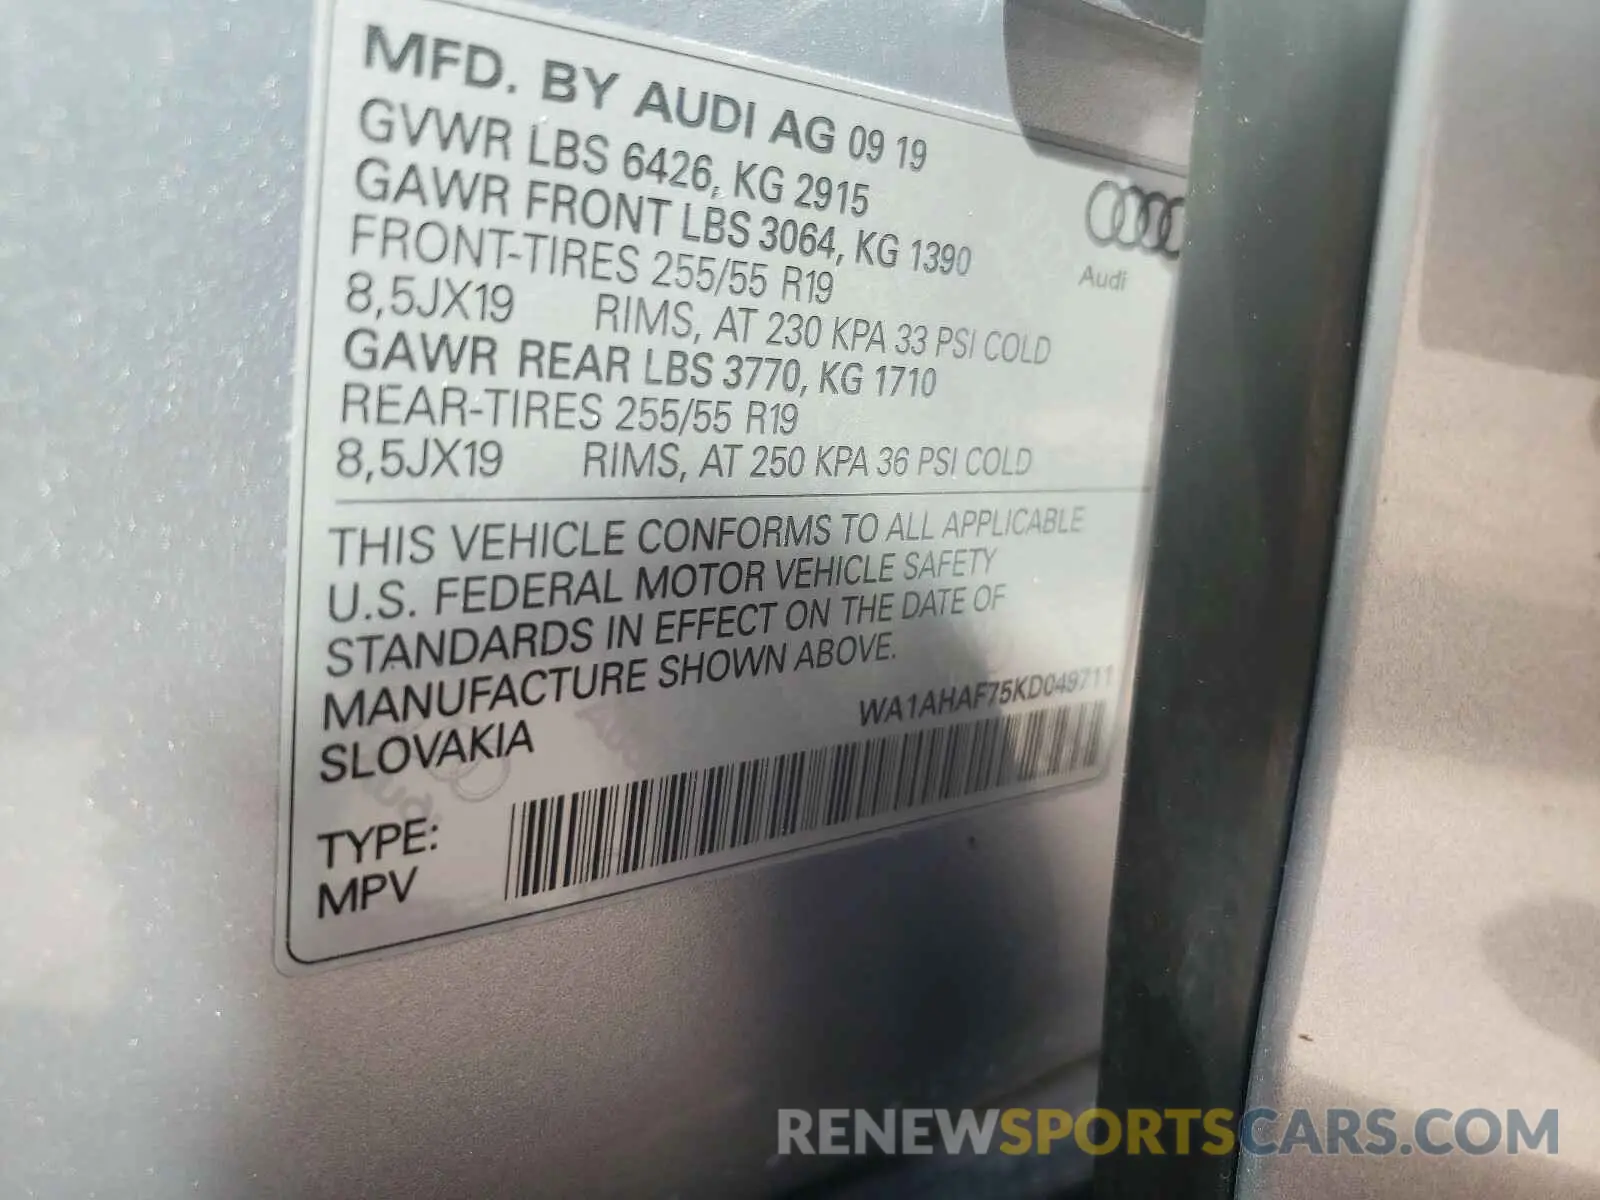 MFD. BY AUDI AG 09 19
GVWR LBS 6426, KG 2915
GAWR FRONT LBS 3064, KG 1390
FRONT-TIRES 255/55 R19
8,5JX19 RIMS, AT 230 KPA 33 PSI COLD
GAWR REAR LBS 3770, KG 1710
REAR-TIRES 255/55 R19
8,5JX19 RIMS, AT 250 KPA 36 PSI COLD
Audi
THIS VEHICLE CONFORMS TO ALL APPLICABLE
U.S. FEDERAL MOTOR VEHICLE SAFETY
STANDARDS IN EFFECT ON THE DATE OF
MANUFACTURE SHOWN ABOVE.
SLOVAKIA
WA1AHAF75KD049711
TYPE:
MPV
RENEWSPORTSCARS.COM